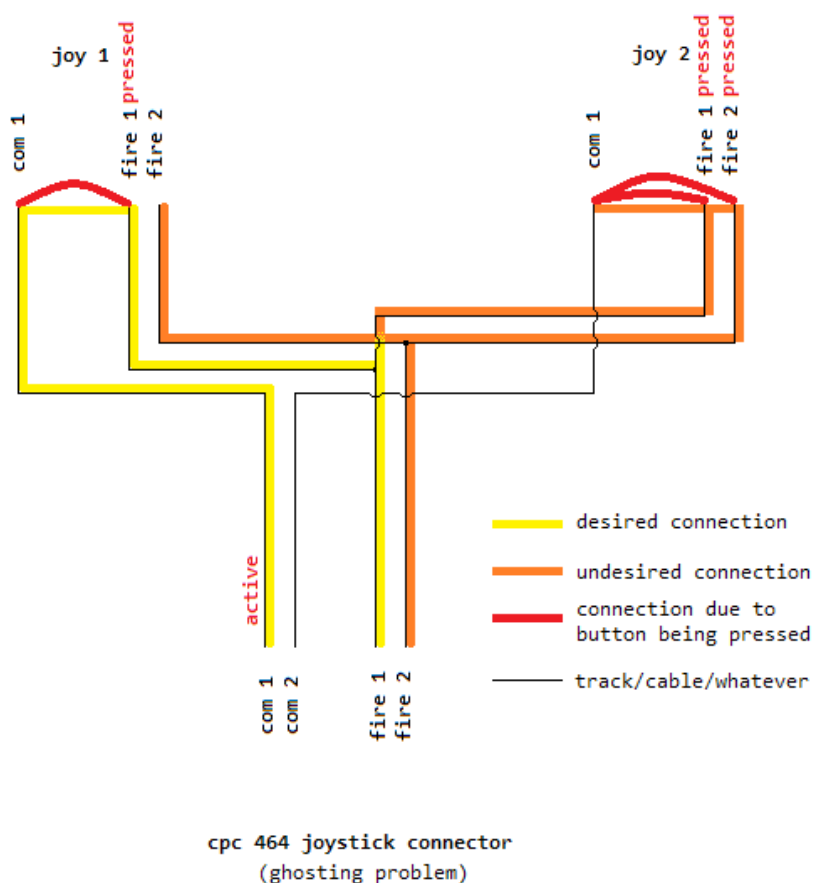 joy 1
pressed
com 1
fire 1
fire 2
joy 2
pressed
pressed
com 1
fire 1
fire 2
active
com 1
com 2
fire 1
fire 2
desired connection
undesired connection
connection due to
button being pressed
track/cable/whatever
cpc 464 joystick connector
(ghosting problem)